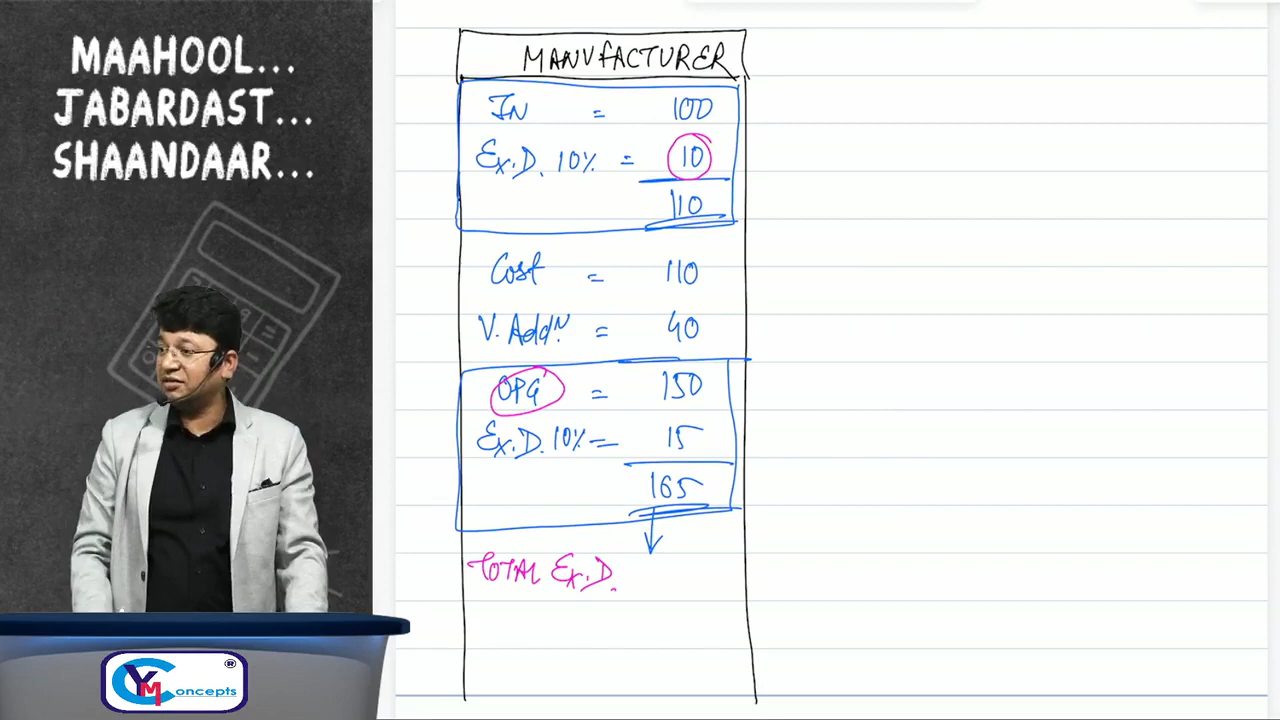 MAAHOOL...
JABARDAST...
SHAANDAAR...
MANUFACTURER
IN = 100
Ex.D. 10% = 10
110
Cost = 110
V. Addn. = 40
OPG = 150
Ex.D. 10% = 15
165
TOTAL Ex.D.
YM Concepts ®